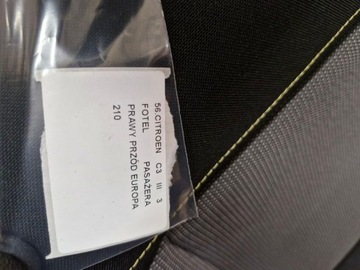 56.CITROEN C3 III 3
FOTEL PASAŻERA
PRAWY PRZÓD EUROPA
210